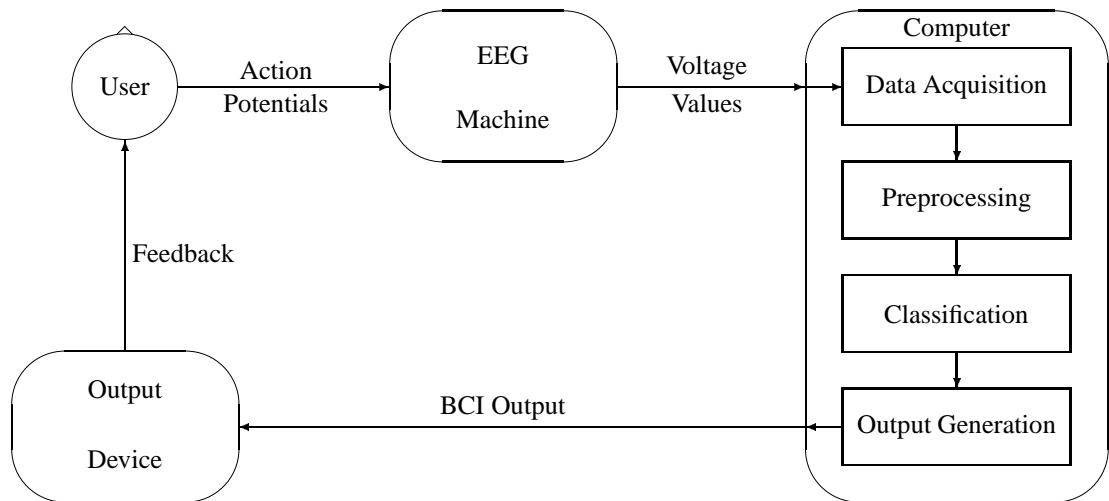 Computer
User
Action
Potentials
EEG
Machine
Voltage
Values
Data Acquisition
Preprocessing
Classification
Output Generation
BCI Output
Output
Device
Feedback